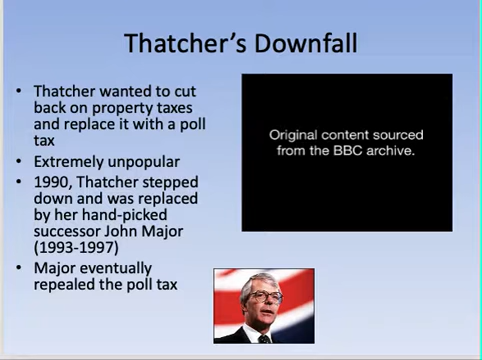 Thatcher's Downfall
• Thatcher wanted to cut
back on property taxes
and replace it with a poll
tax
• Extremely unpopular
• 1990, Thatcher stepped
down and was replaced
by her hand-picked
successor John Major
(1993-1997)
• Major eventually
repealed the poll tax
Original content sourced
from the BBC archive.